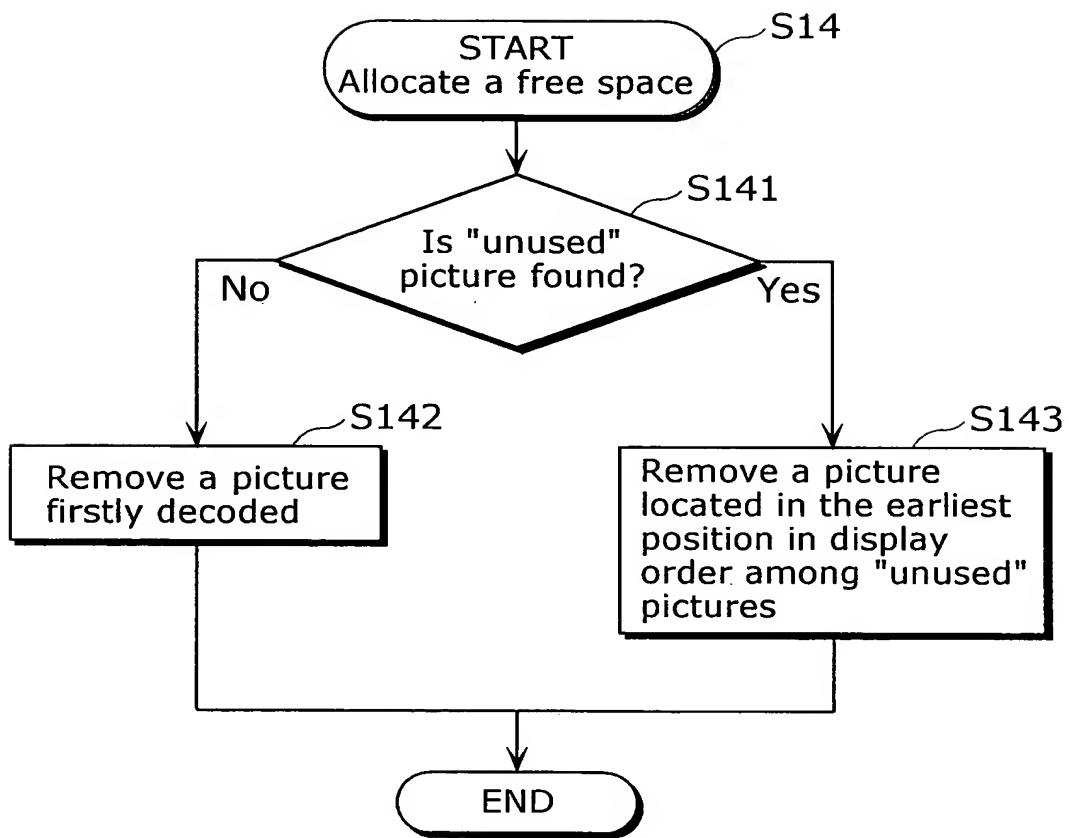 START
Allocate a free space
S14
S141
Is "unused"
picture found?
No
Yes
S142
Remove a picture
firstly decoded
S143
Remove a picture
located in the earliest
position in display
order among "unused"
pictures
END